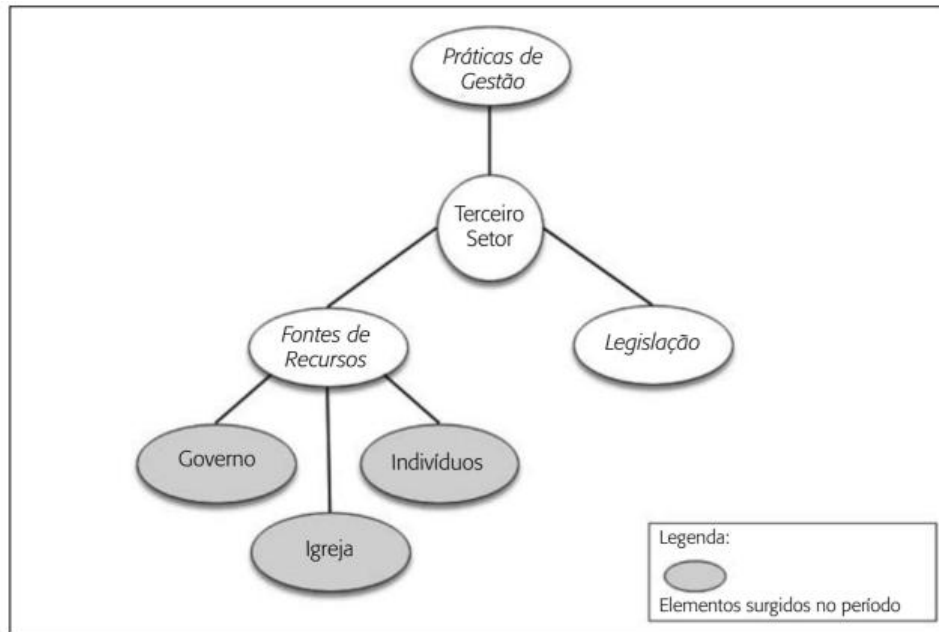 Práticas de
Gestão
Terceiro
Setor
Fontes de
Recursos
Legislação
Governo
Indivíduos
Igreja
Legenda:
Elementos surgidos no período